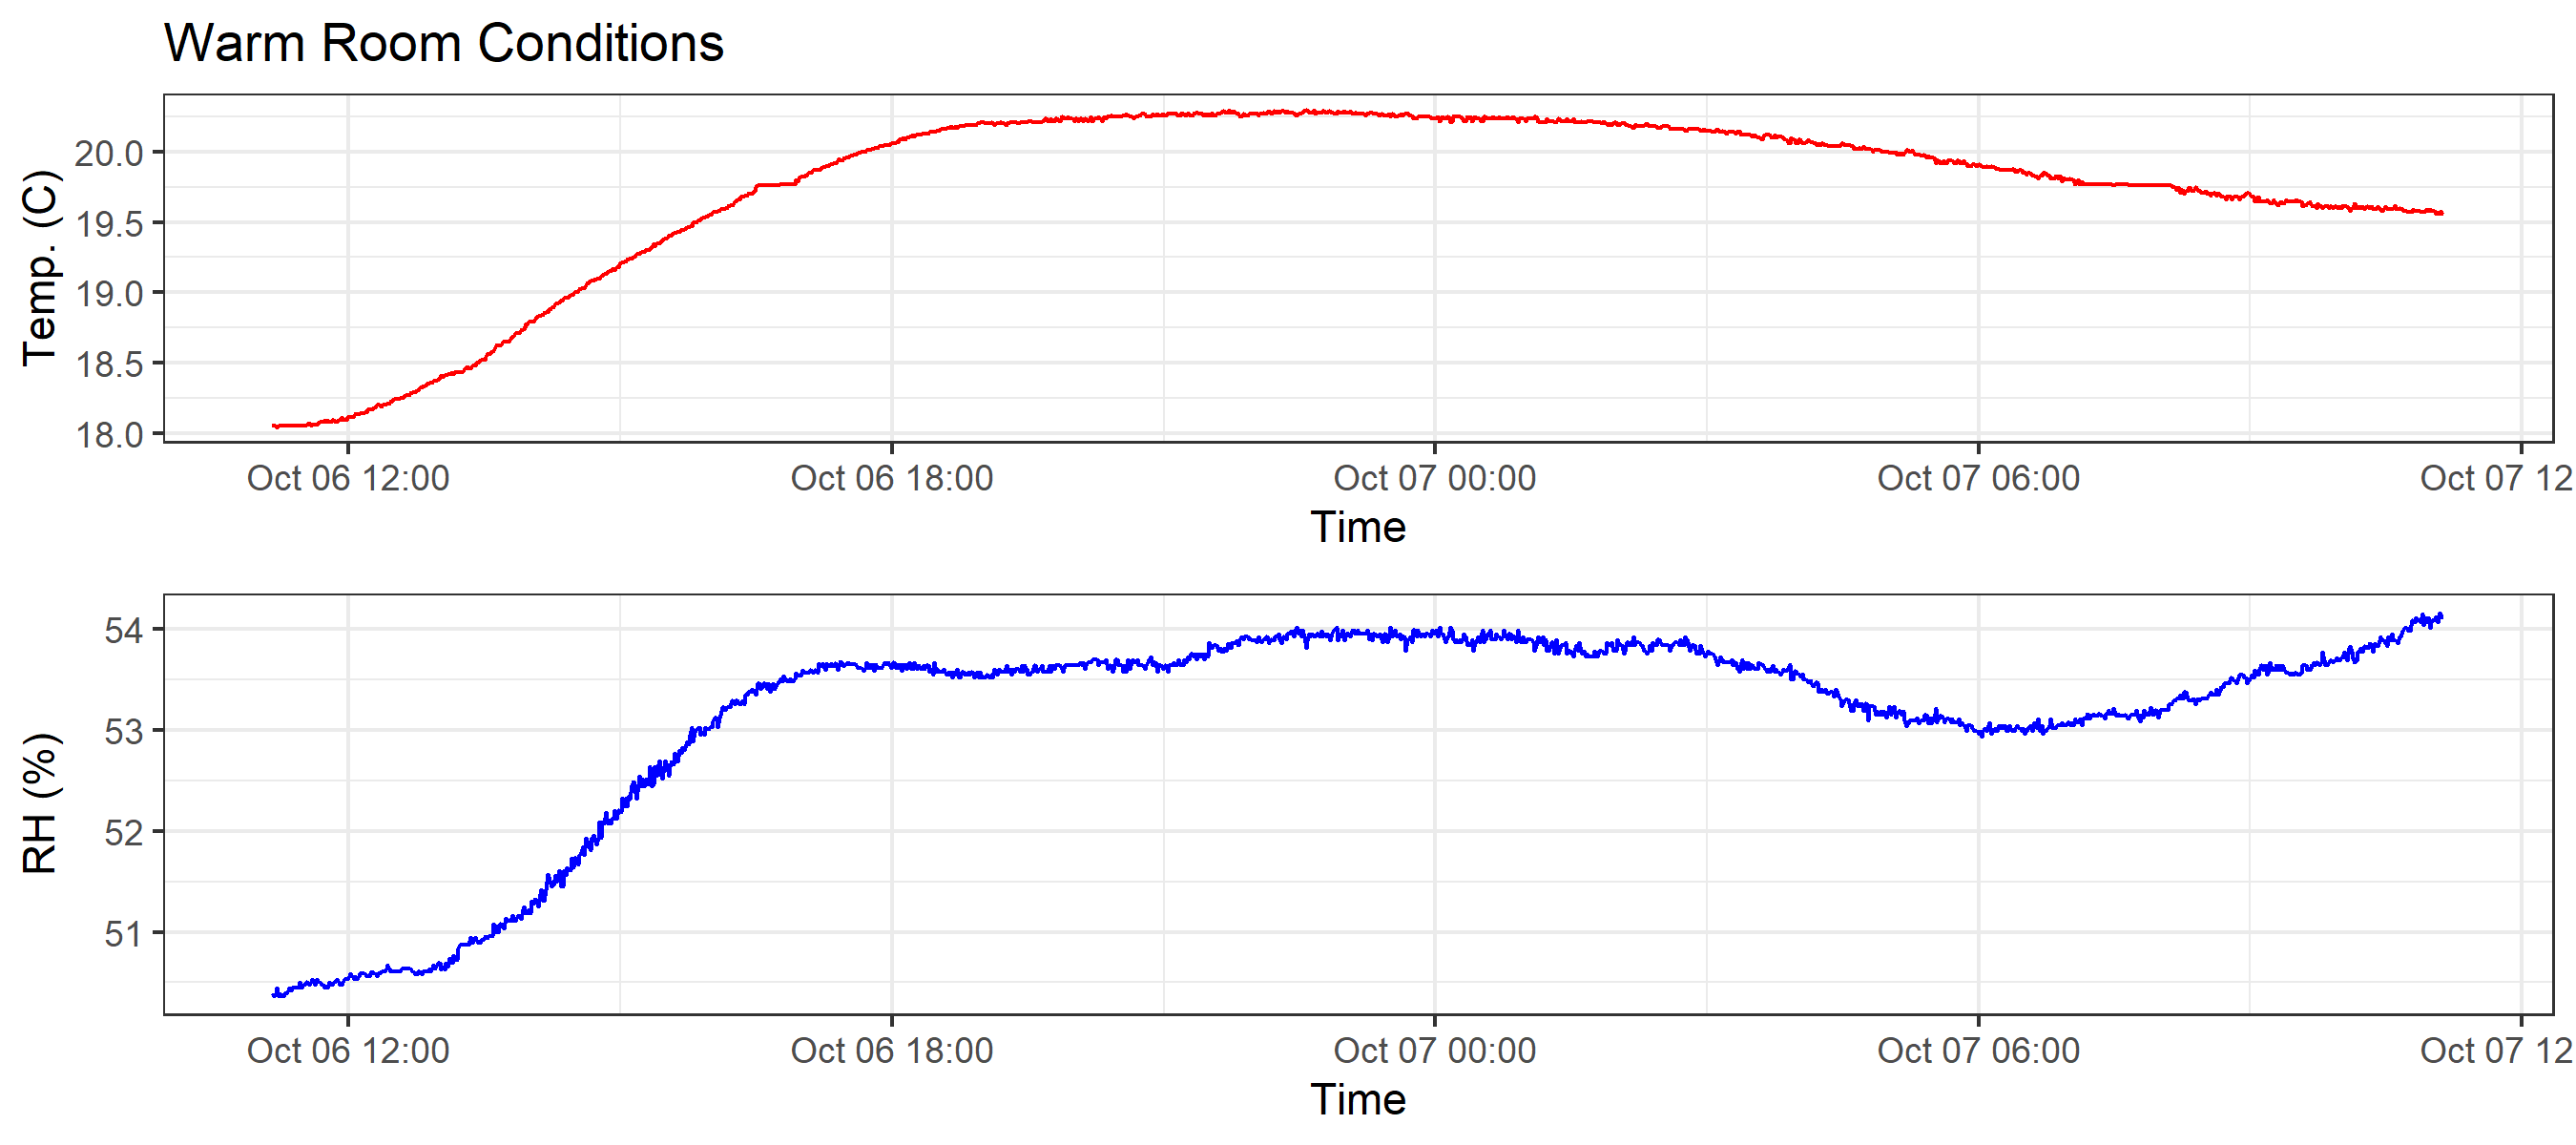 Warm Room Conditions
Temp. (C)
20.0
19.5
19.0
18.5
18.0
Oct 06 12:00 Oct 06 18:00 Oct 07 00:00 Oct 07 06:00 Oct 07 12
Time
RH (%)
54
53
52
51
Oct 06 12:00 Oct 06 18:00 Oct 07 00:00 Oct 07 06:00 Oct 07 12
Time